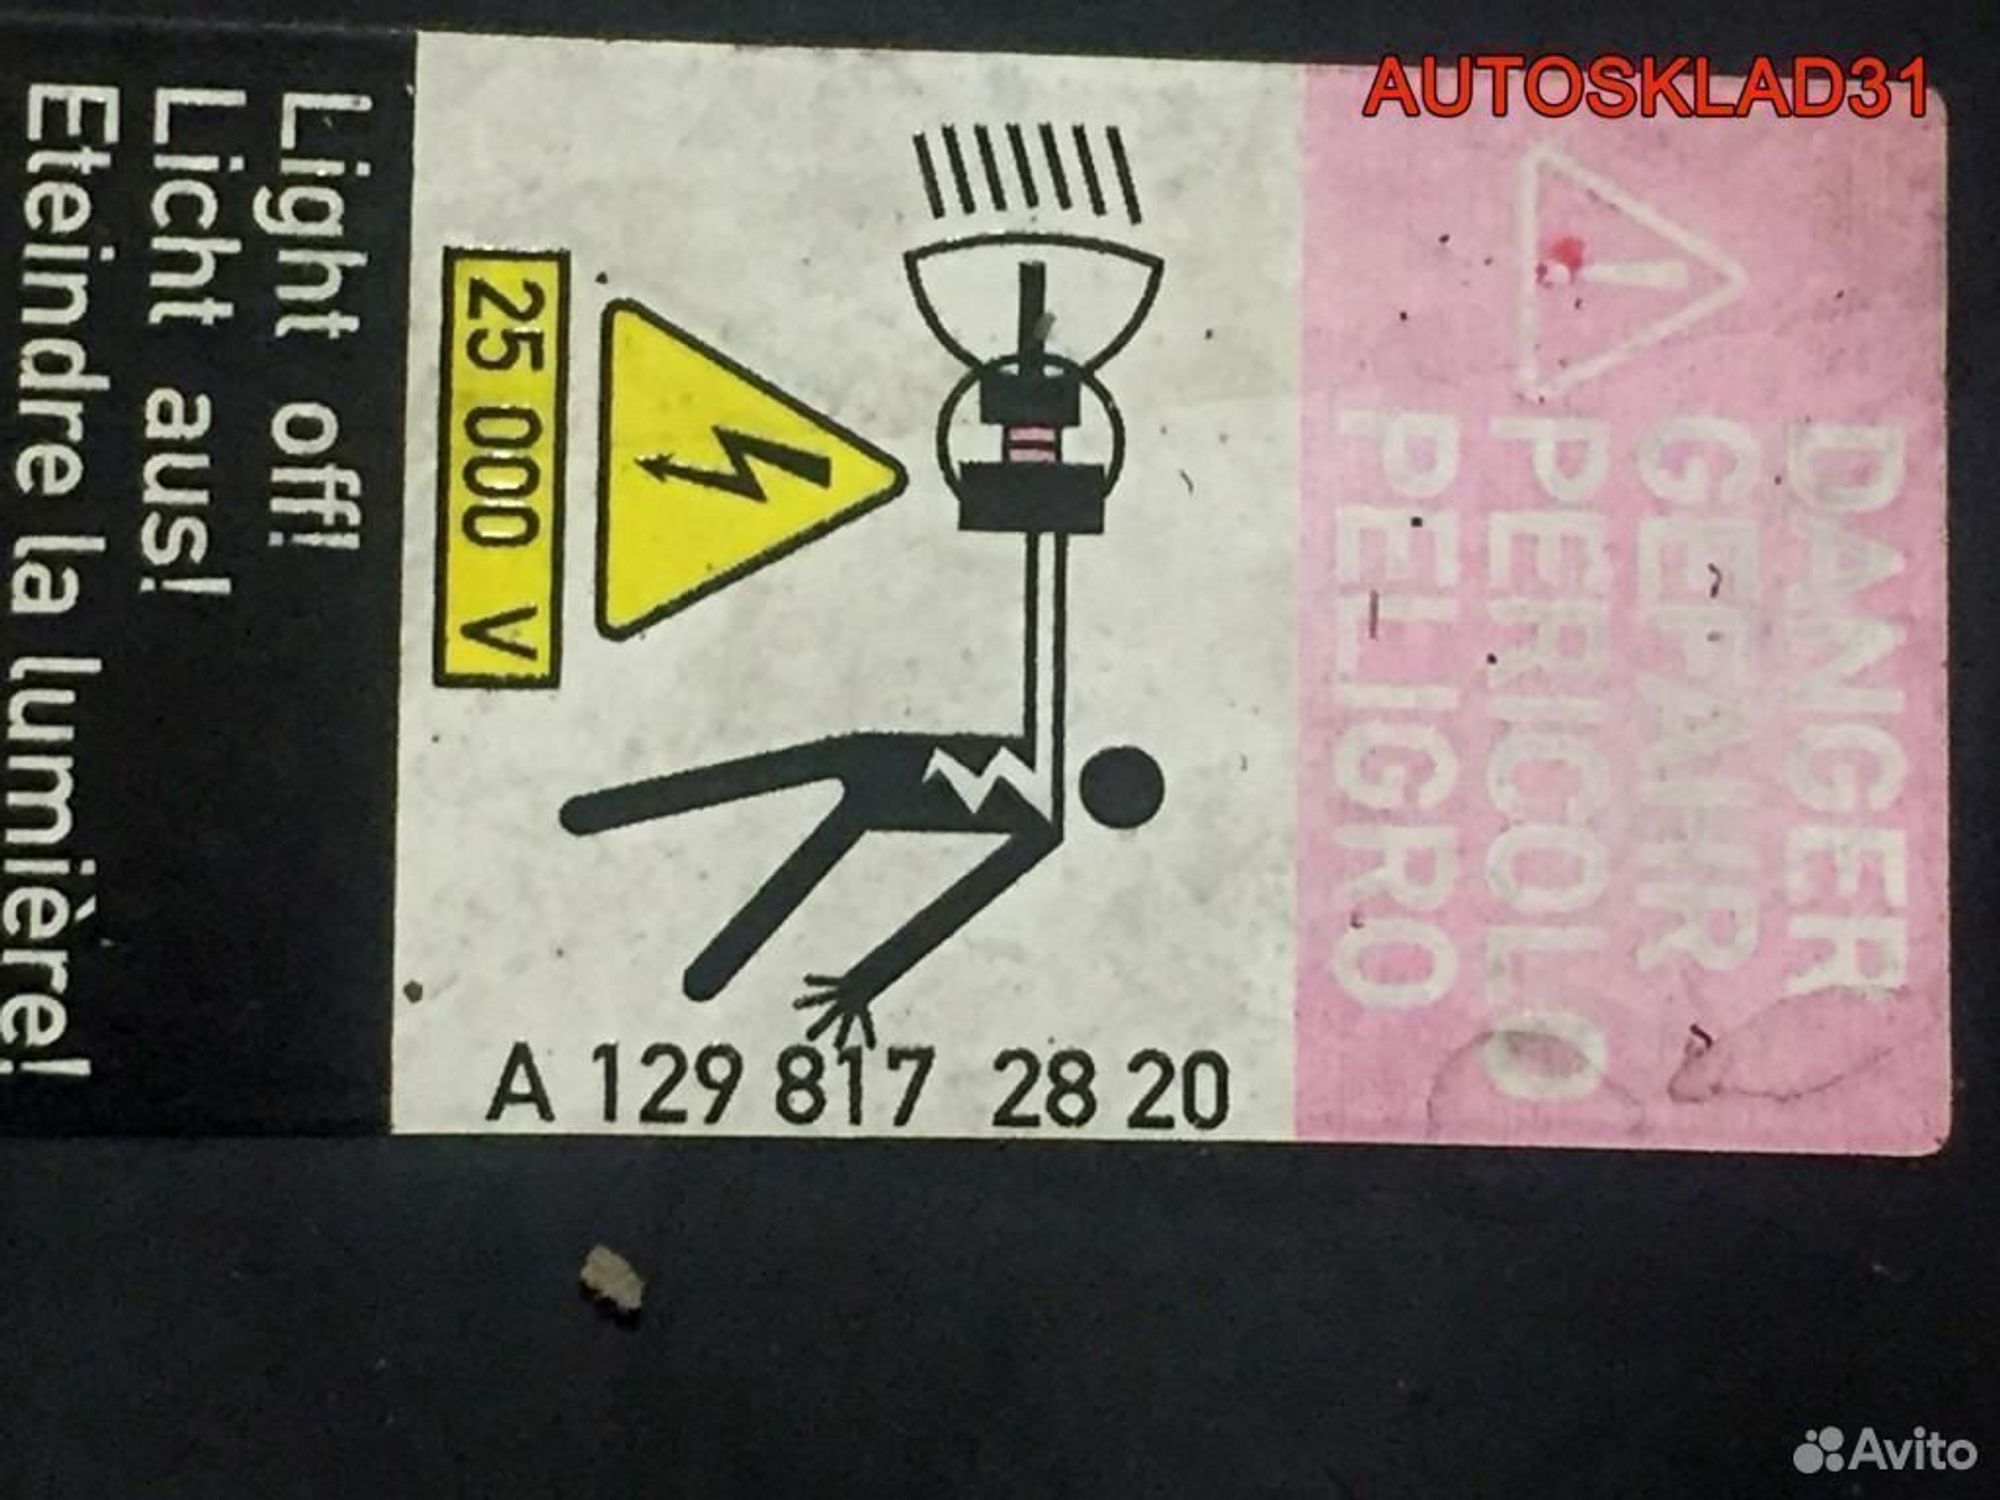 AUTOSKLAD31
DANGER
GEFAHR
PERICOLO
PELIGRO
25 000 V
A 129 817 28 20
Light off!
Licht aus!
Eteindre la lumière!
Avito